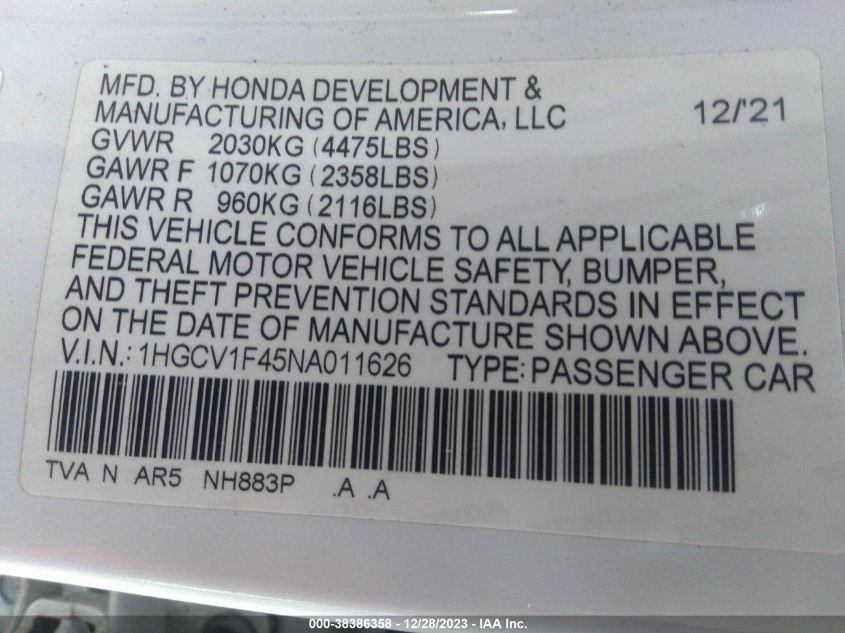 MFD. BY HONDA DEVELOPMENT &
MANUFACTURING OF AMERICA, LLC 12/'21
GVWR 2030KG (4475LBS)
GAWR F 1070KG (2358LBS)
GAWR R 960KG (2116LBS)
THIS VEHICLE CONFORMS TO ALL APPLICABLE
FEDERAL MOTOR VEHICLE SAFETY, BUMPER,
AND THEFT PREVENTION STANDARDS IN EFFECT
ON THE DATE OF MANUFACTURE SHOWN ABOVE.
V.I.N.: 1HGCV1F45NA011626 TYPE: PASSENGER CAR
TVA N AR5 NH883P .A .A
000-38386358 - 12/28/2023 - IAA Inc.